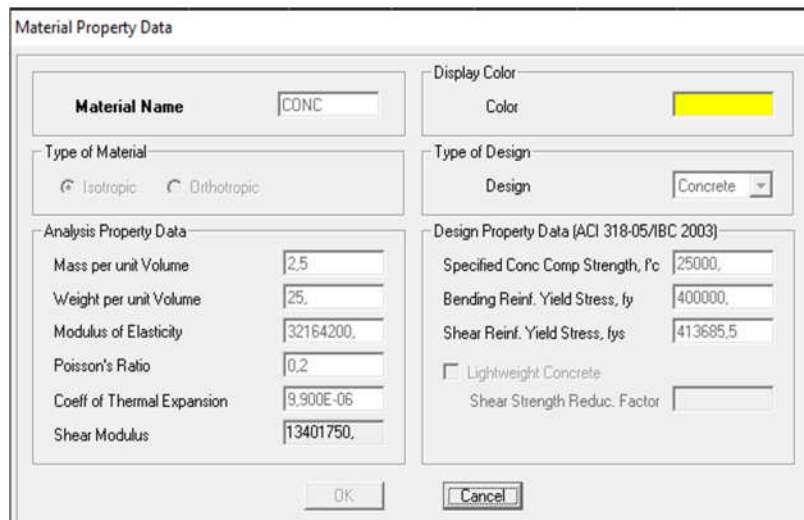 Material Property Data
Material Name CONC
Display Color
Color
Type of Material
Isotropic Orthotropic
Type of Design
Design Concrete
Analysis Property Data
Mass per unit Volume 2,5
Weight per unit Volume 25,
Modulus of Elasticity 32164200,
Poisson's Ratio 0,2
Coeff of Thermal Expansion 9,900E-06
Shear Modulus 13401750,
Design Property Data (ACI 318-05/IBC 2003)
Specified Conc Comp Strength, f'c 25000,
Bending Reinf. Yield Stress, fy 400000,
Shear Reinf. Yield Stress, fys 413685,5
Lightweight Concrete
Shear Strength Reduc. Factor
OK Cancel